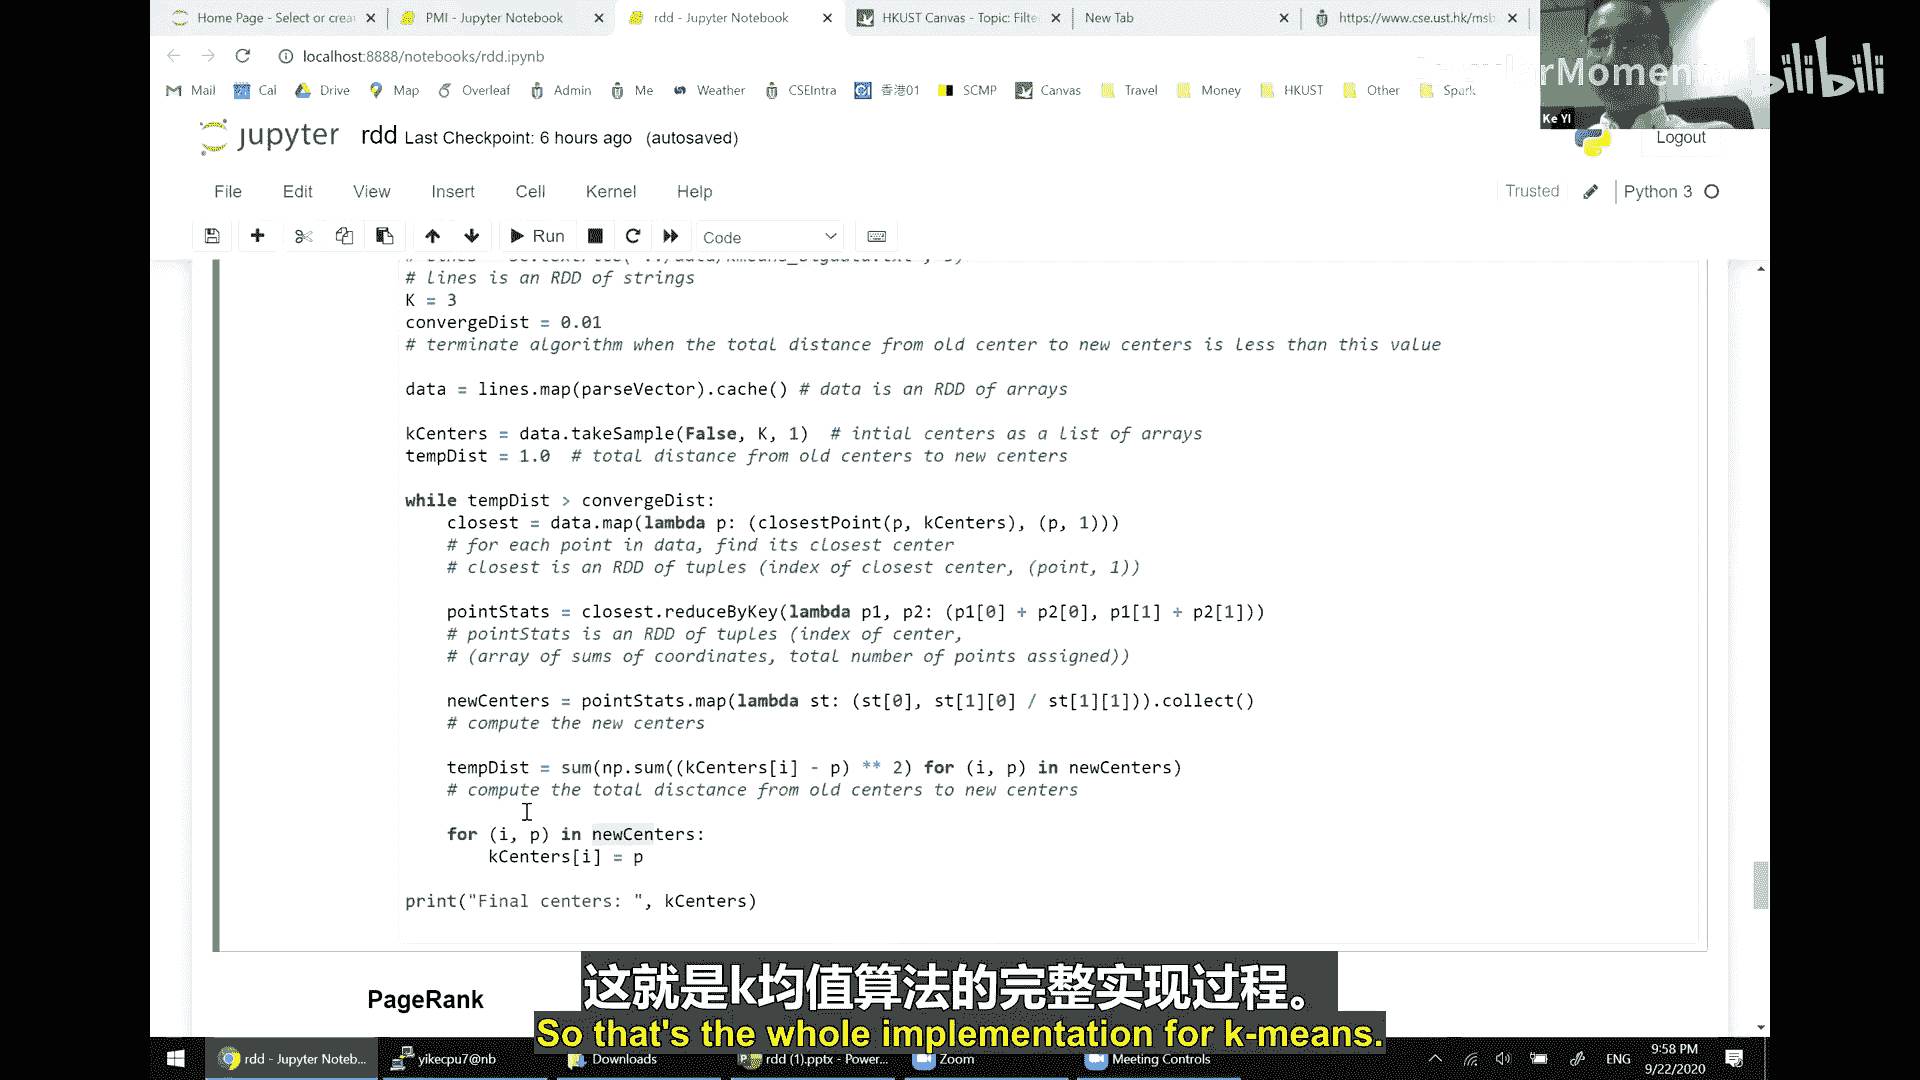 Home Page - Select or creat
PMI - Jupyter Notebook
rdd - Jupyter Notebook
HKUST Canvas - Topic: Filte
New Tab
https://www.cse.ust.hk/msb
localhost:8888/notebooks/rdd.ipynb
bilibili
Mail Cal Drive Map Overleaf Admin Me Weather CSEIntra 香港01 SCMP Canvas Travel Money HKUST Other Spark
Ke YI
jupyter rdd Last Checkpoint: 6 hours ago (autosaved)
Logout
File Edit View Insert Cell Kernel Help
Trusted Python 3
Run Code
# lines is an RDD of strings
K = 3
convergeDist = 0.01
# terminate algorithm when the total distance from old center to new centers is less than this value
data = lines.map(parseVector).cache() # data is an RDD of arrays
kCenters = data.takeSample(False, K, 1)  # intial centers as a list of arrays
tempDist = 1.0  # total distance from old centers to new centers
while tempDist > convergeDist:
    closest = data.map(lambda p: (closestPoint(p, kCenters), (p, 1)))
    # for each point in data, find its closest center
    # closest is an RDD of tuples (index of closest center, (point, 1))
    pointStats = closest.reduceByKey(lambda p1, p2: (p1[0] + p2[0], p1[1] + p2[1]))
    # pointStats is an RDD of tuples (index of center,
    # (array of sums of coordinates, total number of points assigned))
    newCenters = pointStats.map(lambda st: (st[0], st[1][0] / st[1][1])).collect()
    # compute the new centers
    tempDist = sum(np.sum((kCenters[i] - p) ** 2) for (i, p) in newCenters)
    # compute the total disctance from old centers to new centers
    for (i, p) in newCenters:
        kCenters[i] = p
print("Final centers: ", kCenters)
PageRank
这就是k均值算法的完整实现过程。
So that's the whole implementation for k-means.
rdd - Jupyter Noteb...
yikecpu7@nb
Downloads
rdd (1).pptx - Power...
Zoom
Meeting Controls
ENG
9:58 PM
9/22/2020